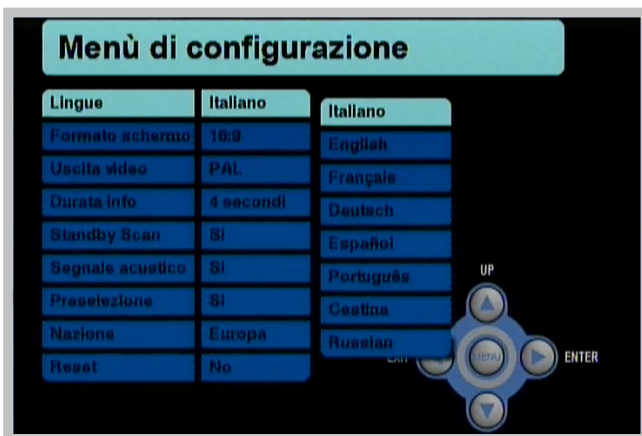 Menù di configurazione
Lingue Italiano
Formato schermo 16:9
Uscita video PAL
Durata info 4 secondi
Standby Scan Si
Segnale acustico Si
Preselezione Si
Nazione Europa
Reset No
Italiano
English
Français
Deutsch
Español
Português
Cestina
Russian
UP
EXIT
MENU
ENTER